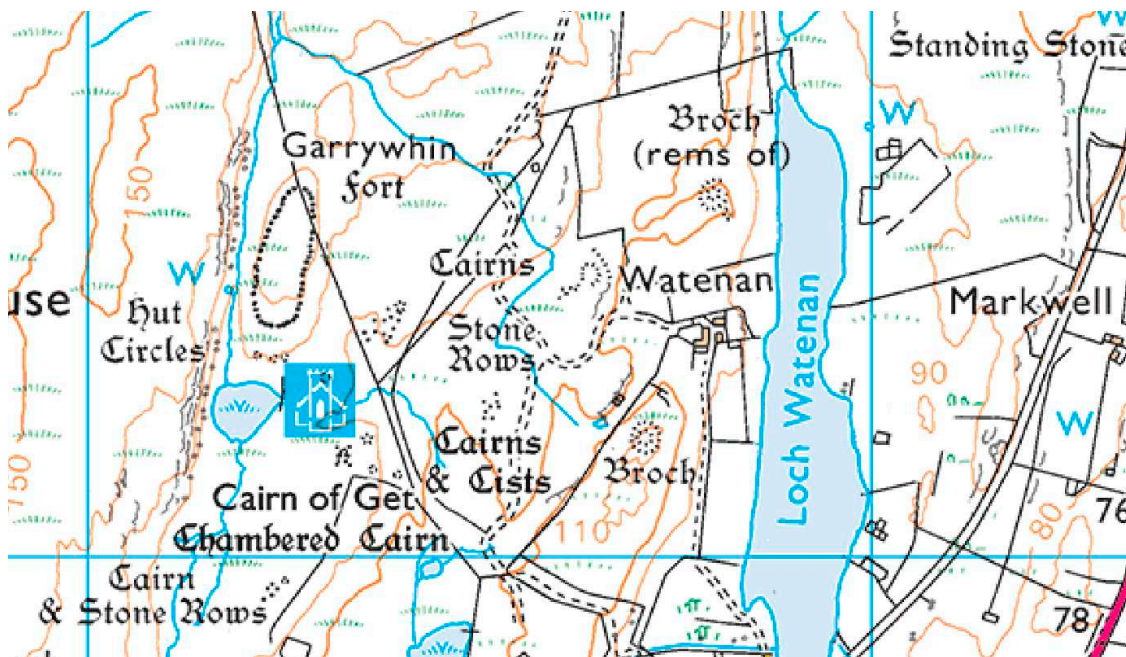 Standing Stone
W
W
Broch
(rems of)
Garrywhin
fort
150
W
Cairns
Watenan
use
Hut
Circles
Stone
Rows
Loch Watenan
Markwell
90
W
Cairns
& Cists
Broch
150
Cairn of Get
Chambered Cairn
110
80
76
Cairn
& Stone Rows
78